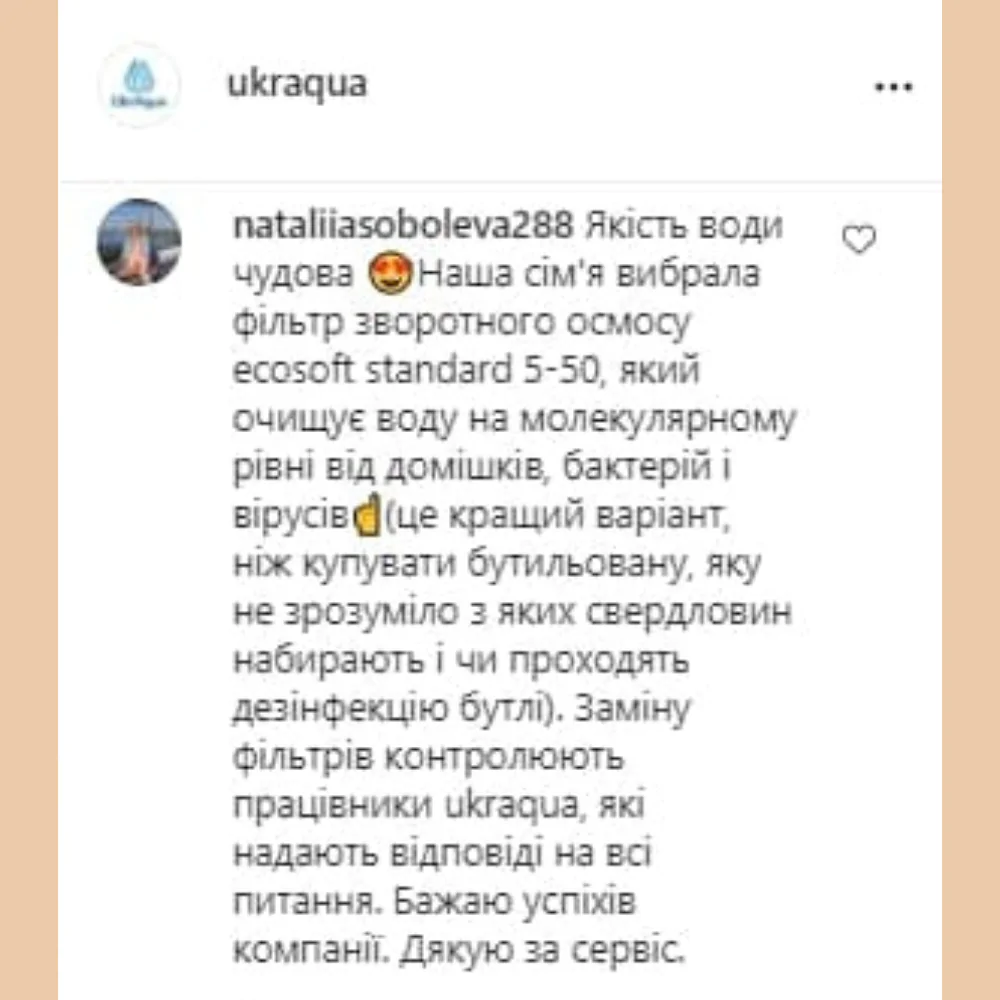 ukraqua
nataliiasoboleva288 Якість води
чудова 😍Наша сім'я вибрала
фільтр зворотного осмосу
ecosoft standard 5-50, який
очищує воду на молекулярному
рівні від домішків, бактерій і
вірусів☝(це кращий варіант,
ніж купувати бутильовану, яку
не зрозуміло з яких свердловин
набирають і чи проходять
дезінфекцію бутлі). Заміну
фільтрів контролюють
працівники ukraqua, які
надають відповіді на всі
питання. Бажаю успіхів
компанії. Дякую за сервіс.